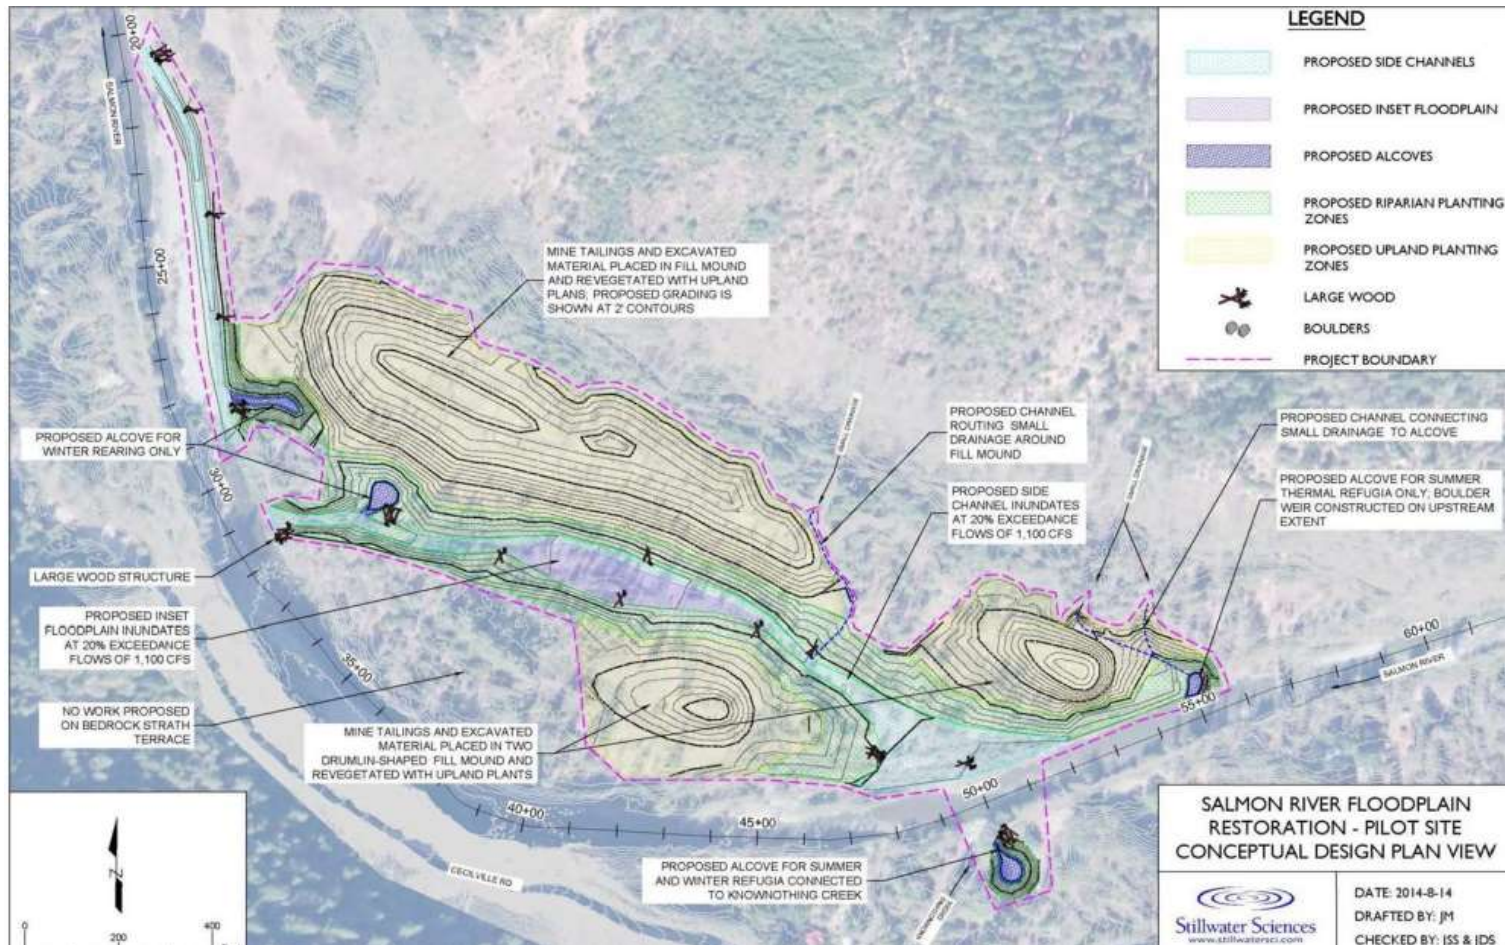 LEGEND
PROPOSED SIDE CHANNELS
PROPOSED INSET FLOODPLAIN
PROPOSED ALCOVES
PROPOSED RIPARIAN PLANTING
ZONES
PROPOSED UPLAND PLANTING
ZONES
LARGE WOOD
BOULDERS
PROJECT BOUNDARY
20+00
SALMON RIVER
25+00
MINE TAILINGS AND EXCAVATED
MATERIAL PLACED IN FILL MOUND
AND REVEGETATED WITH UPLAND
PLANS; PROPOSED GRADING IS
SHOWN AT 2' CONTOURS
PROPOSED ALCOVE FOR
WINTER REARING ONLY
30+00
PROPOSED CHANNEL
ROUTING SMALL
DRAINAGE AROUND
FILL MOUND
SMALL DRAINAGE
PROPOSED CHANNEL CONNECTING
SMALL DRAINAGE TO ALCOVE
SMALL DRAINAGE
PROPOSED SIDE
CHANNEL INUNDATES
AT 20% EXCEEDANCE
FLOWS OF 1,100 CFS
PROPOSED ALCOVE FOR SUMMER
THERMAL REFUGIA ONLY; BOULDER
WEIR CONSTRUCTED ON UPSTREAM
EXTENT
LARGE WOOD STRUCTURE
PROPOSED INSET
FLOODPLAIN INUNDATES
AT 20% EXCEEDANCE
FLOWS OF 1,100 CFS
35+00
60+00
SALMON RIVER
55+00
NO WORK PROPOSED
ON BEDROCK STRATH
TERRACE
MINE TAILINGS AND EXCAVATED
MATERIAL PLACED IN TWO
DRUMLIN-SHAPED FILL MOUND AND
REVEGETATED WITH UPLAND PLANTS
50+00
40+00
45+00
CECILVILLE RD
PROPOSED ALCOVE FOR SUMMER
AND WINTER REFUGIA CONNECTED
TO KNOWNOTHING CREEK
KNOWNOTHING
CREEK
N
0
200
400
SALMON RIVER FLOODPLAIN
RESTORATION - PILOT SITE
CONCEPTUAL DESIGN PLAN VIEW
Stillwater Sciences
www.stillwatersci.com
DATE: 2014-8-14
DRAFTED BY: JM
CHECKED BY: JSS & JDS